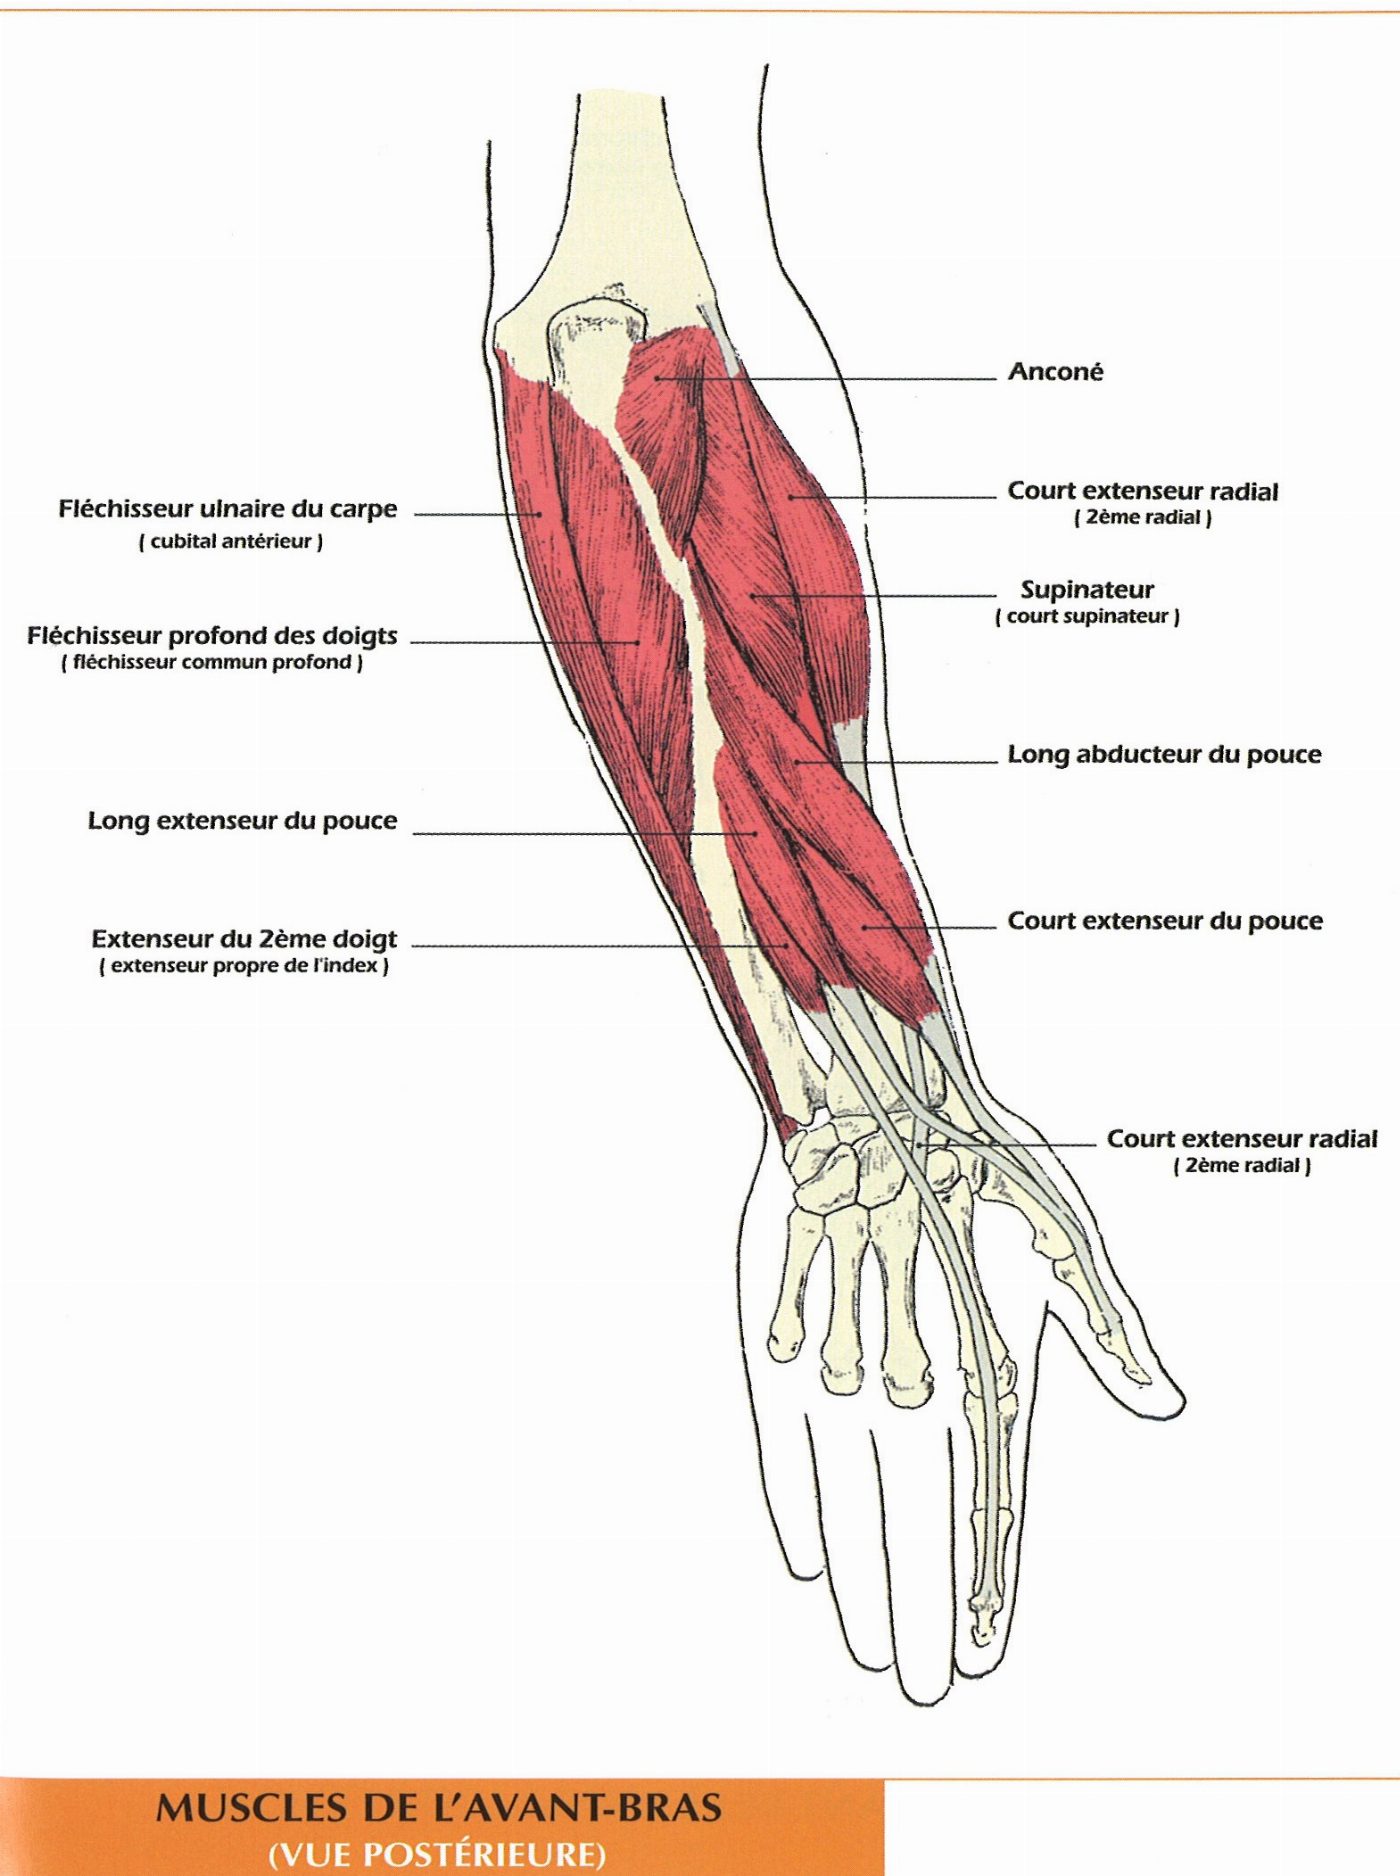 Anconé
Court extenseur radial
( 2ème radial )
Fléchisseur ulnaire du carpe
( cubital antérieur )
Supinateur
( court supinateur )
Fléchisseur profond des doigts
( fléchisseur commun profond )
Long abducteur du pouce
Long extenseur du pouce
Court extenseur du pouce
Extenseur du 2ème doigt
( extenseur propre de l'index )
Court extenseur radial
( 2ème radial )
MUSCLES DE L'AVANT-BRAS
(VUE POSTÉRIEURE)